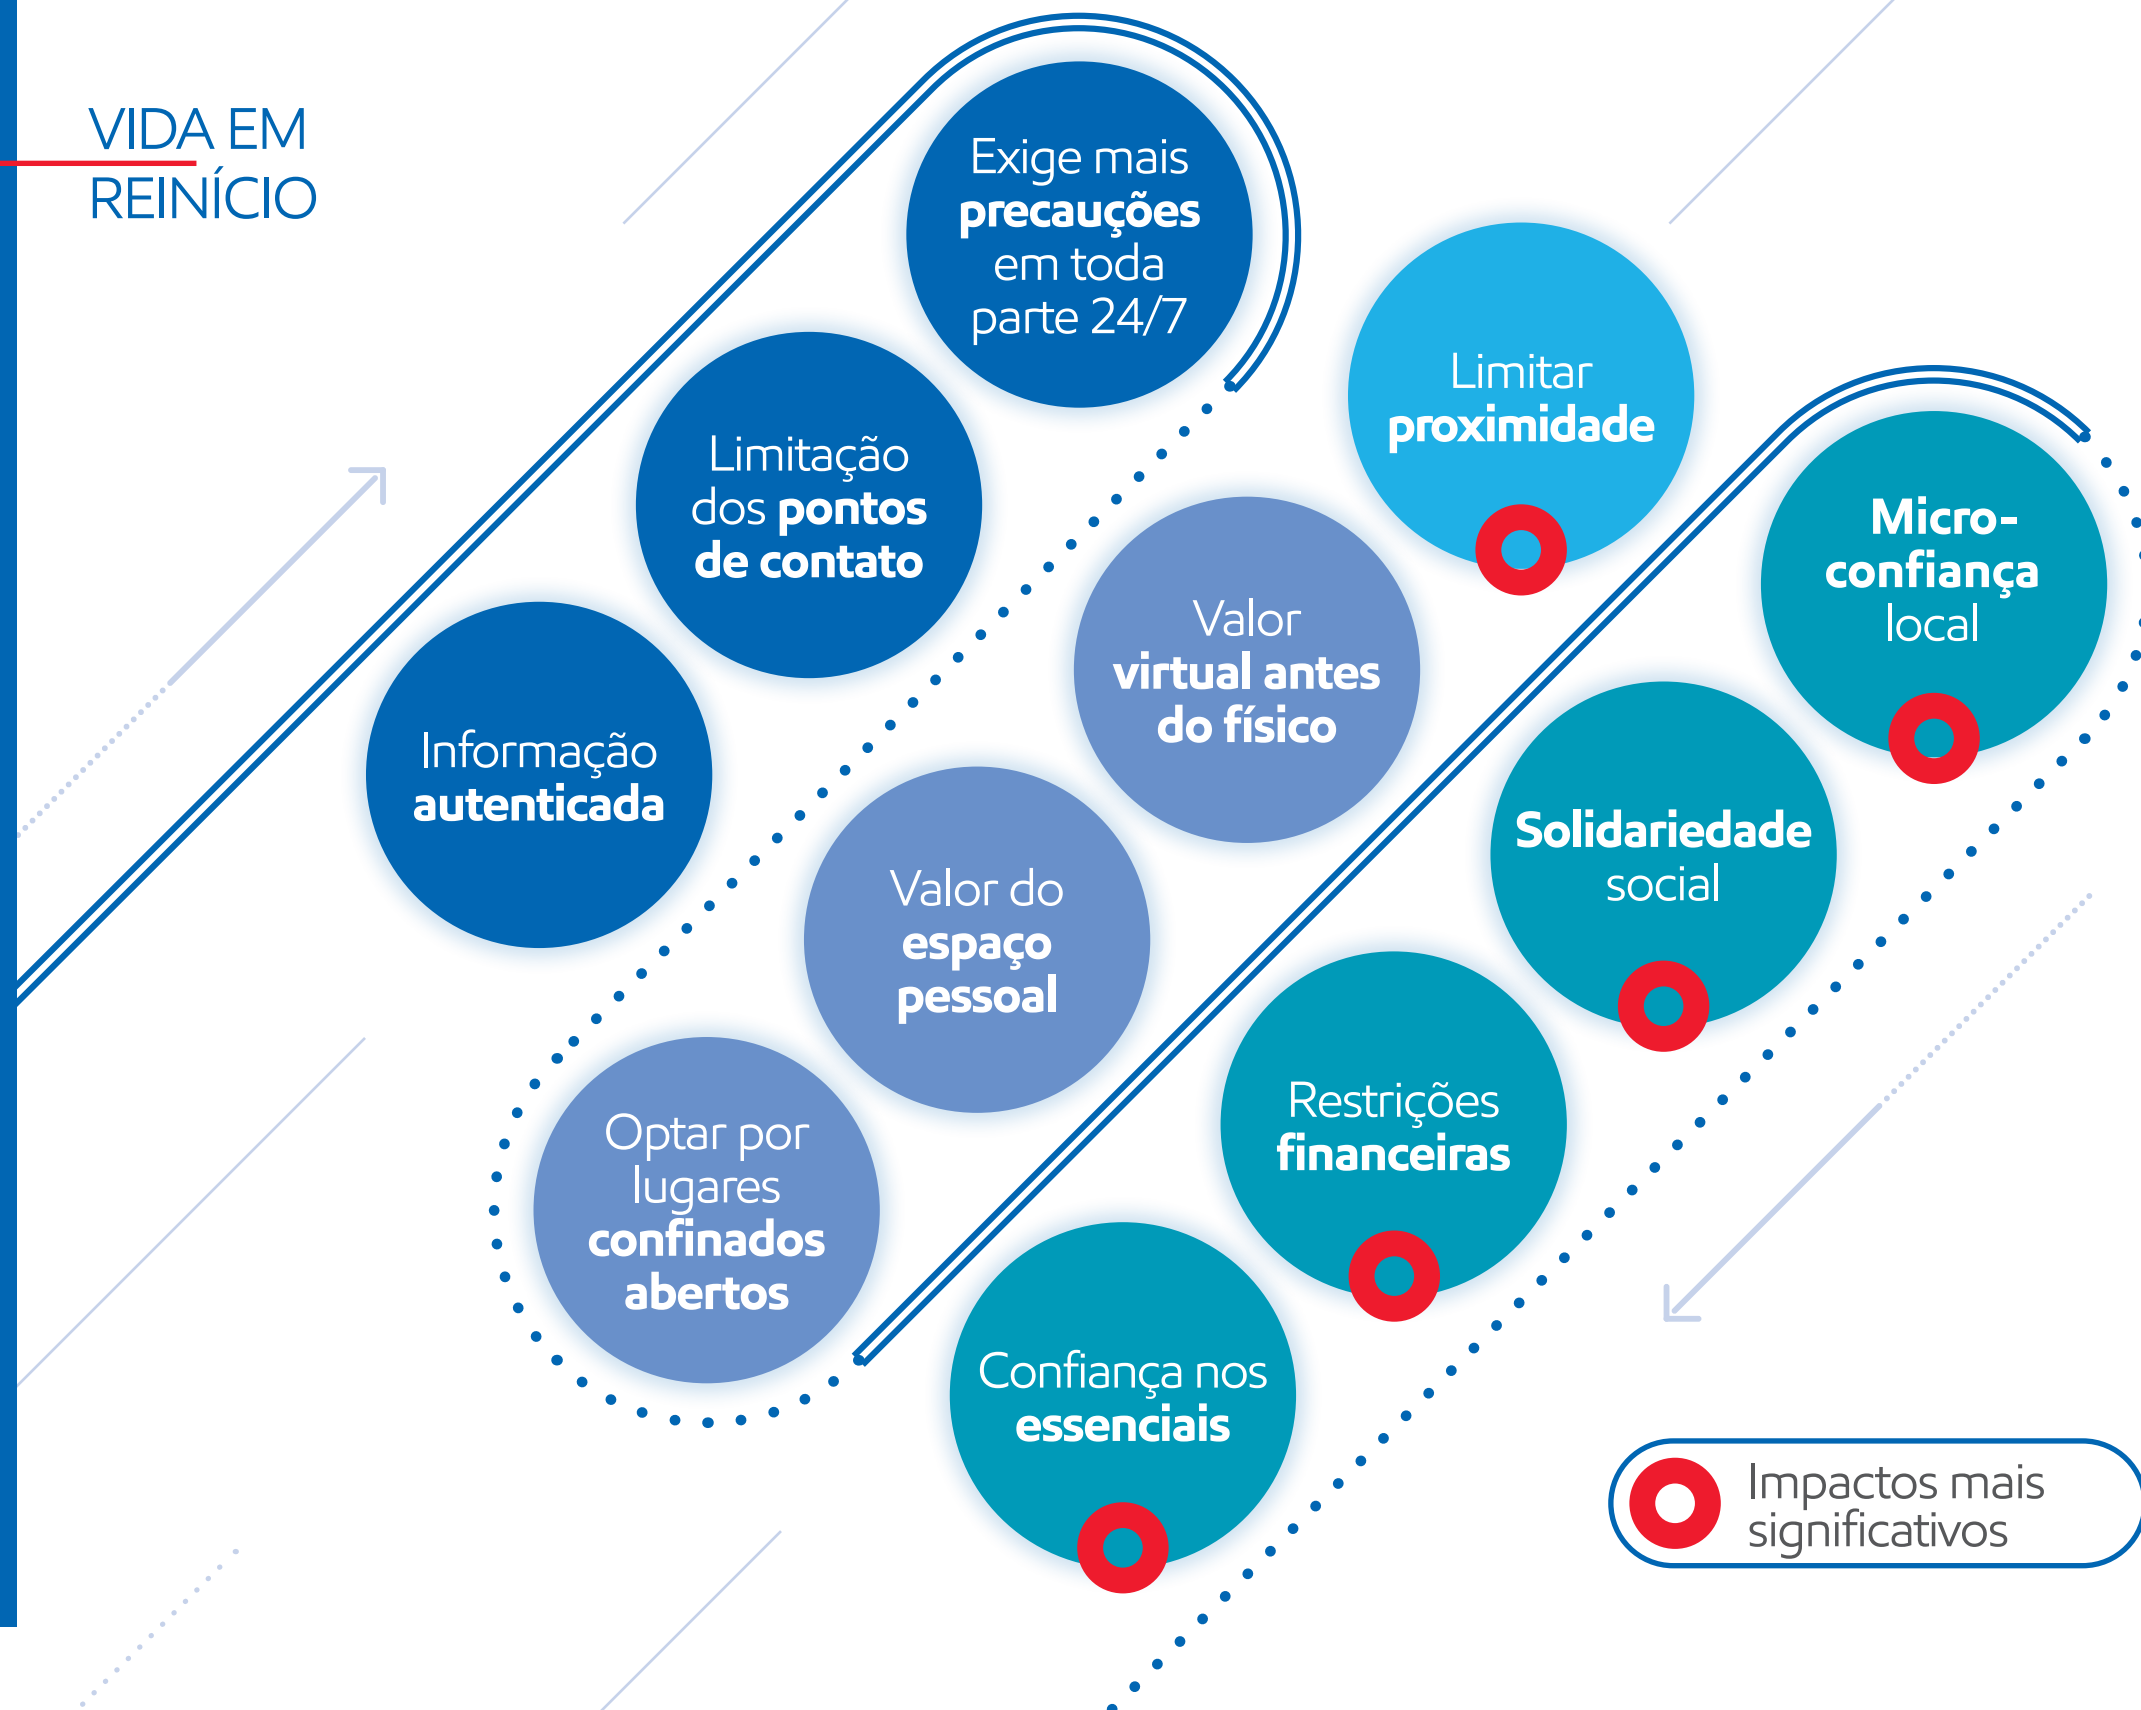 VIDA EM
REINÍCIO
Exige mais
precauções
em toda
parte 24/7
Limitação
dos pontos
de contato
Informação
autenticada
Limitar
proximidade
Valor
virtual antes
do físico
Valor do
espaço
pessoal
Optar por
lugares
confinados
abertos
Micro-
confiança
local
Solidariedade
social
Restrições
financeiras
Confiança nos
essenciais
Impactos mais
significativos